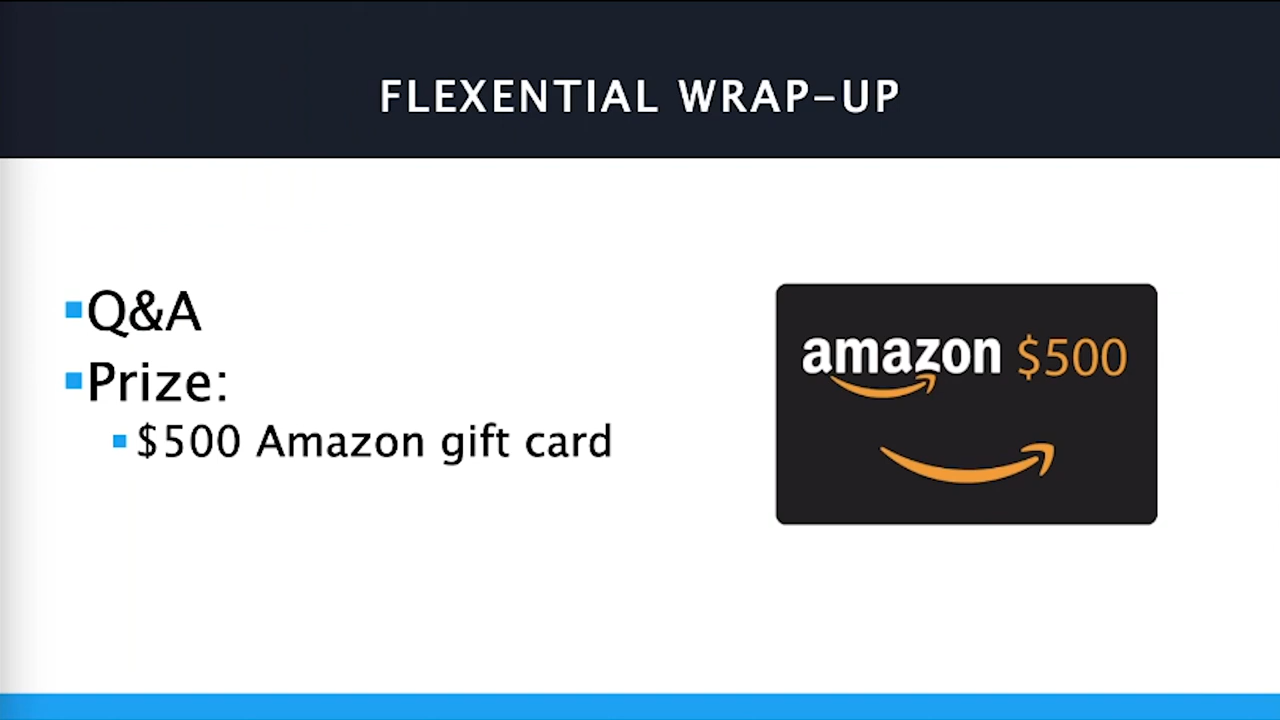 FLEXENTIAL WRAP-UP
Q&A
Prize:
$500 Amazon gift card
amazon $500